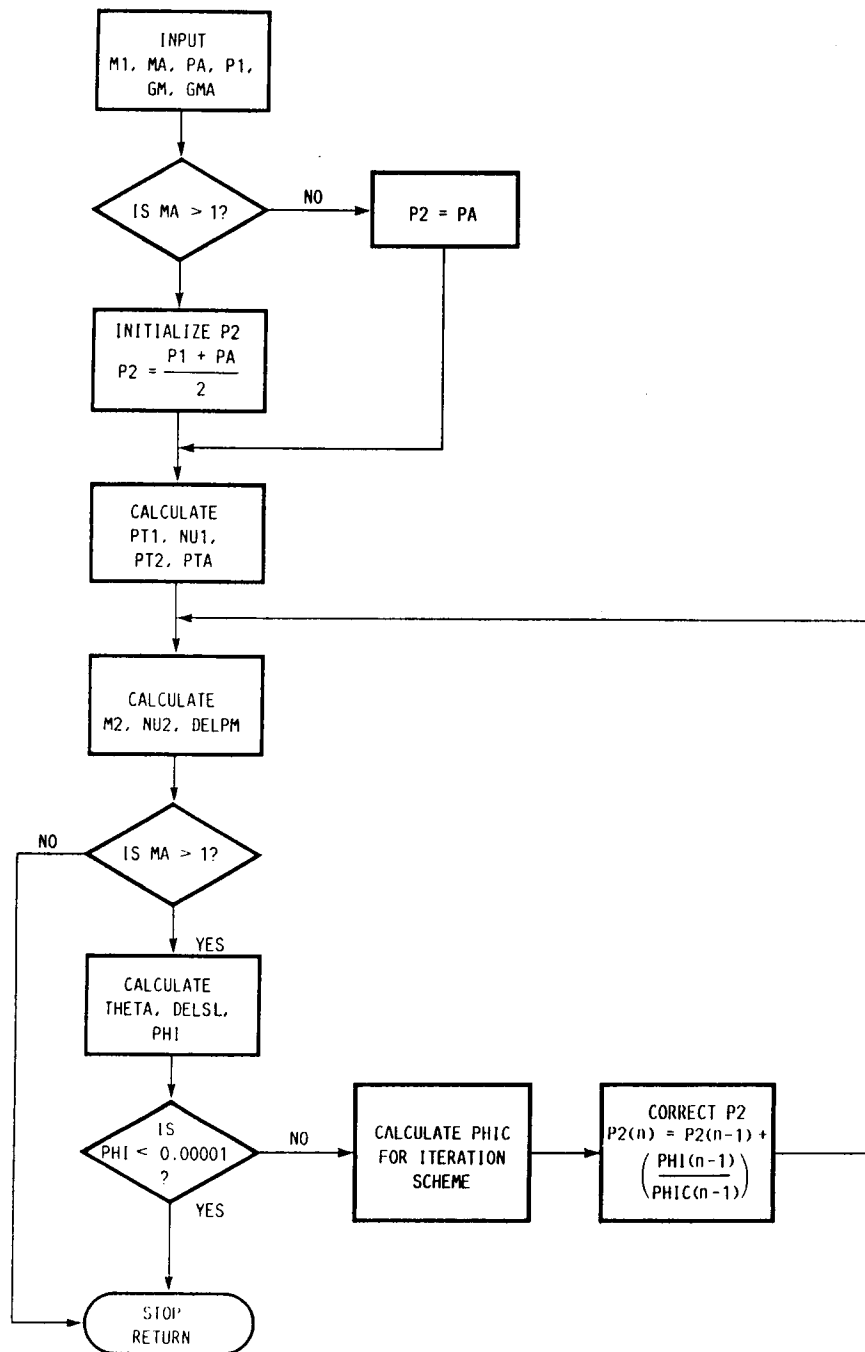 INPUT
M1, MA, PA, P1,
GM, GMA
IS MA > 1?
NO
P2 = PA
INITIALIZE P2
P2 = P1 + PA
2
CALCULATE
PT1, NU1,
PT2, PTA
CALCULATE
M2, NU2, DELPM
NO
IS MA > 1?
YES
CALCULATE
THETA, DELSL,
PHI
IS
PHI < 0.00001
?
NO
YES
CALCULATE PHIC
FOR ITERATION
SCHEME
CORRECT P2
P2(n) = P2(n-1) +
(PHI(n-1)
PHIC(n-1))
STOP
RETURN